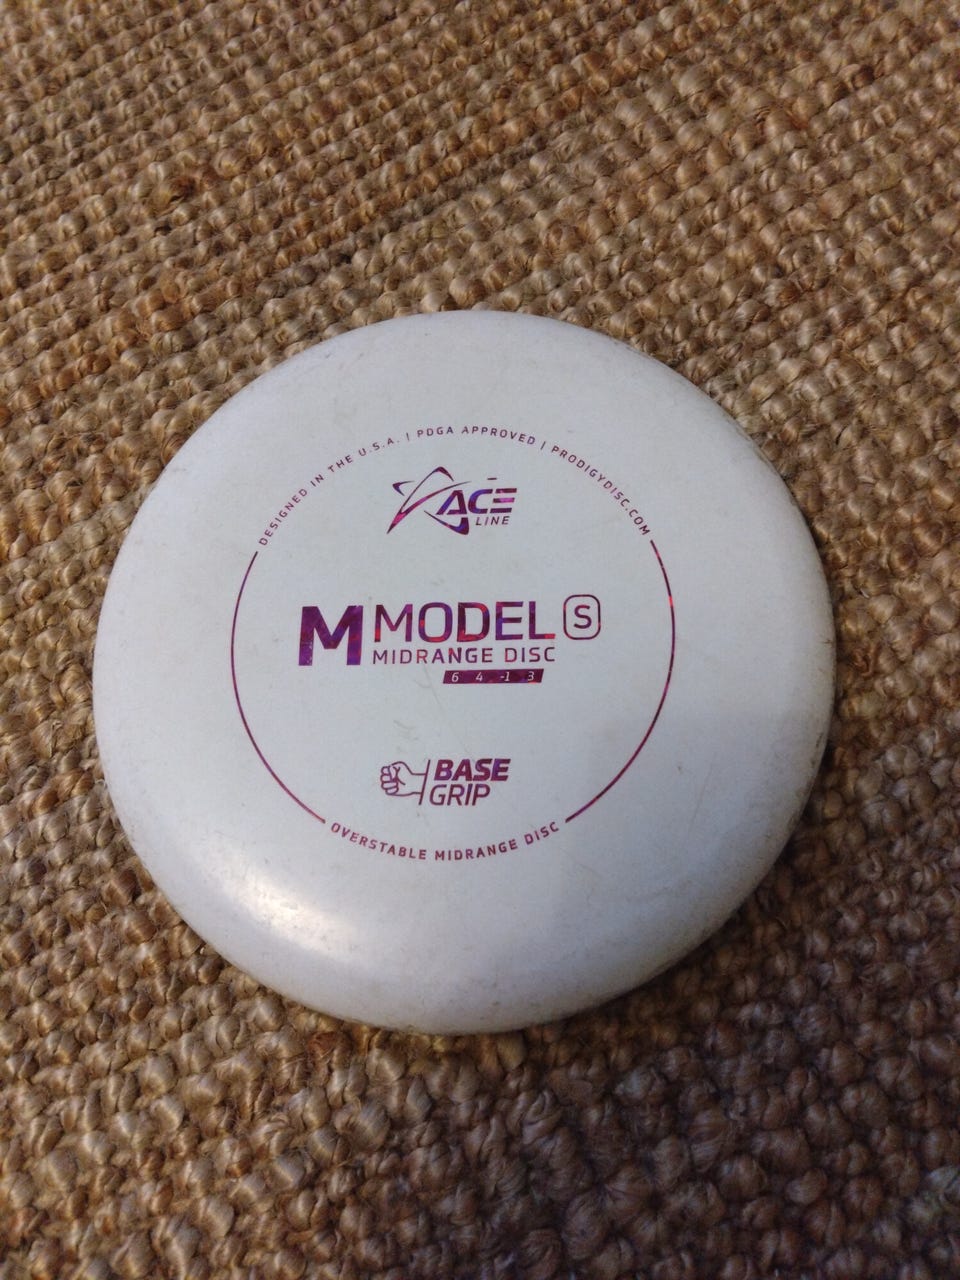 DESIGNED IN THE U.S.A. | PDGA APPROVED | PRODIGYDISC.COM
ACE
LINE
M MODEL S
MIDRANGE DISC
6 4 -1 3
BASE
GRIP
OVERSTABLE MIDRANGE DISC